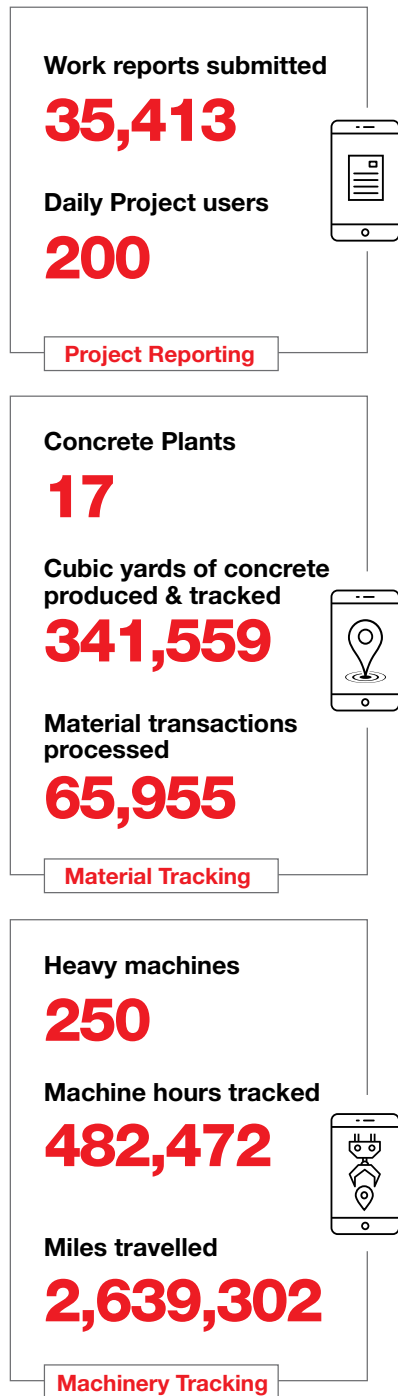 Work reports submitted
35,413
Daily Project users
200
Project Reporting
Concrete Plants
17
Cubic yards of concrete
produced & tracked
341,559
Material transactions
processed
65,955
Material Tracking
Heavy machines
250
Machine hours tracked
482,472
Miles travelled
2,639,302
Machinery Tracking